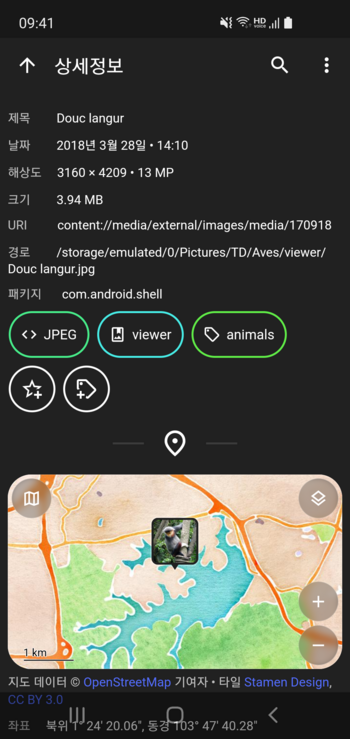 09:41
HD
VOICE
상세정보
제목 Douc langur
날짜 2018년 3월 28일 • 14:10
해상도 3160 × 4209 • 13 MP
크기 3.94 MB
URI content://media/external/images/media/170918
경로 /storage/emulated/0/Pictures/TD/Aves/viewer/
Douc langur.jpg
패키지 com.android.shell
JPEG viewer animals
1 km
지도 데이터 © OpenStreetMap 기여자 • 타일 Stamen Design,
CC BY 3.0
좌표 북위 1° 24′ 20.06″, 동경 103° 47′ 40.28″